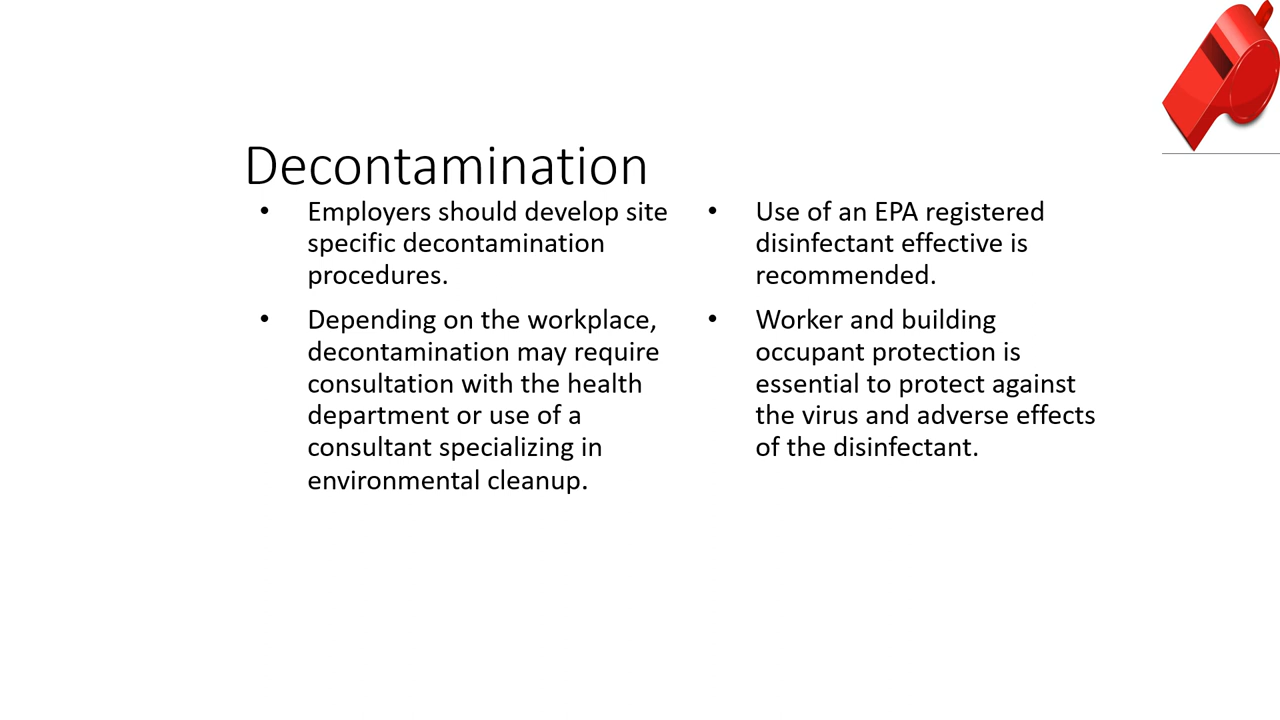 Decontamination
• Employers should develop site
specific decontamination
procedures.
• Depending on the workplace,
decontamination may require
consultation with the health
department or use of a
consultant specializing in
environmental cleanup.
• Use of an EPA registered
disinfectant effective is
recommended.
• Worker and building
occupant protection is
essential to protect against
the virus and adverse effects
of the disinfectant.